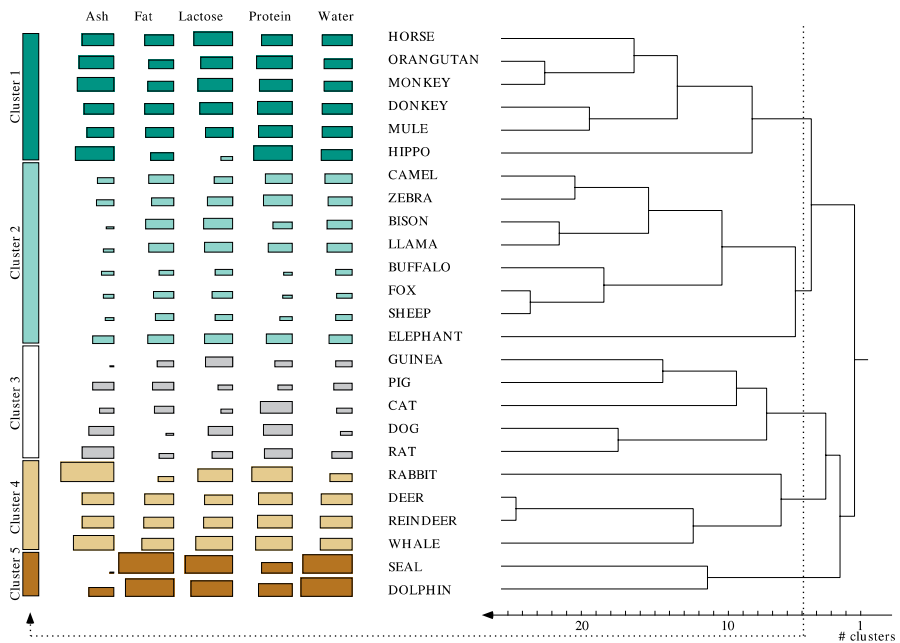 Ash Fat Lactose Protein Water
Cluster 1
Cluster 2
Cluster 3
Cluster 4
Cluster 5
HORSE
ORANGUTAN
MONKEY
DONKEY
MULE
HIPPO
CAMEL
ZEBRA
BISON
LLAMA
BUFFALO
FOX
SHEEP
ELEPHANT
GUINEA
PIG
CAT
DOG
RAT
RABBIT
DEER
REINDEER
WHALE
SEAL
DOLPHIN
20 10 1
# clusters